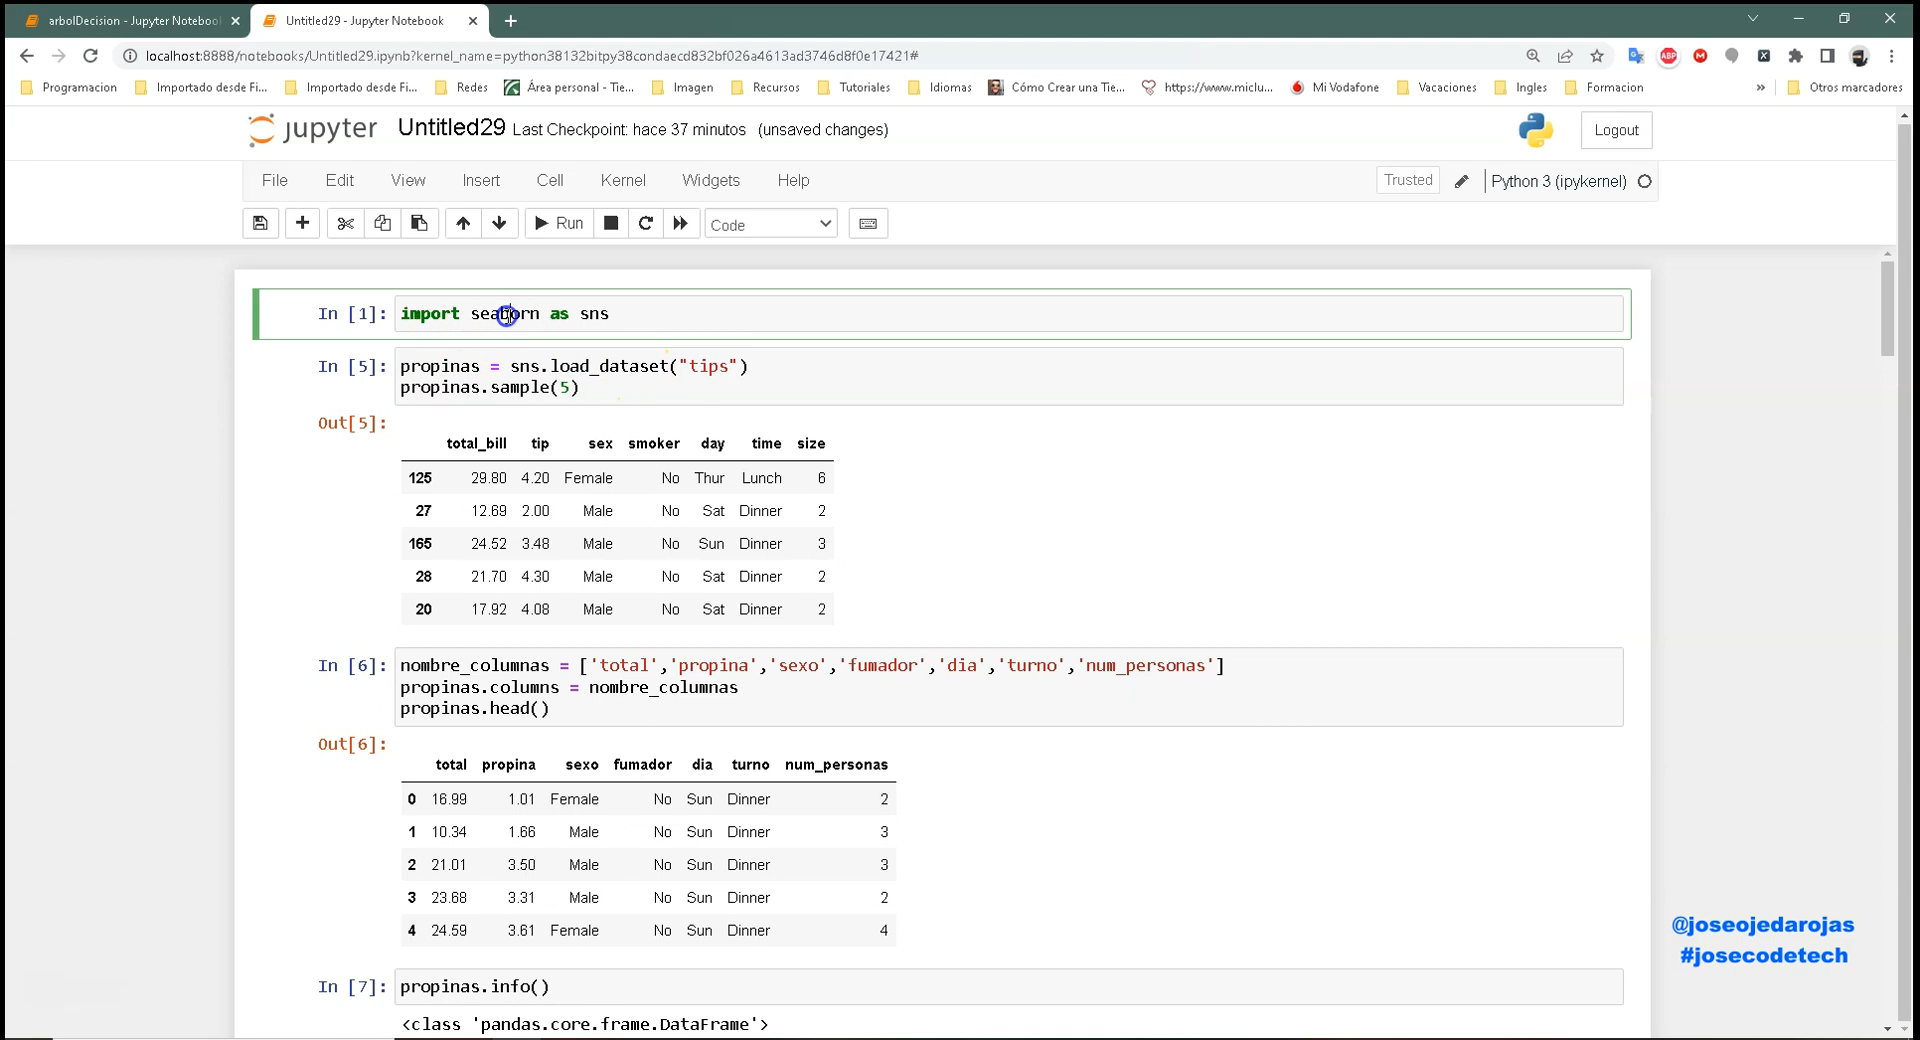 arbolDecision - Jupyter Notebook
Untitled29 - Jupyter Notebook
localhost:8888/notebooks/Untitled29.ipynb?kernel_name=python38132bitpy38condaecd832bf026a4613ad3746d8f0e17421#
ABP
Programacion Importado desde Fi... Importado desde Fi... Redes Área personal - Tie... Imagen Recursos Tutoriales Idiomas Cómo Crear una Tie... https://www.miclu... Mi Vodafone Vacaciones Ingles Formacion » Otros marcadores
jupyter Untitled29 Last Checkpoint: hace 37 minutos (unsaved changes) Logout
File Edit View Insert Cell Kernel Widgets Help Trusted Python 3 (ipykernel)
Run Code
In [1]: import seaborn as sns
In [5]: propinas = sns.load_dataset("tips")
propinas.sample(5)
Out[5]:
total_bill tip sex smoker day time size
125 29.80 4.20 Female No Thur Lunch 6
27 12.69 2.00 Male No Sat Dinner 2
165 24.52 3.48 Male No Sun Dinner 3
28 21.70 4.30 Male No Sat Dinner 2
20 17.92 4.08 Male No Sat Dinner 2
In [6]: nombre_columnas = ['total','propina','sexo','fumador','dia','turno','num_personas']
propinas.columns = nombre_columnas
propinas.head()
Out[6]:
total propina sexo fumador dia turno num_personas
0 16.99 1.01 Female No Sun Dinner 2
1 10.34 1.66 Male No Sun Dinner 3
2 21.01 3.50 Male No Sun Dinner 3
3 23.68 3.31 Male No Sun Dinner 2
4 24.59 3.61 Female No Sun Dinner 4
@joseojedarojas
#josecodetech
In [7]: propinas.info()
<class 'pandas.core.frame.DataFrame'>